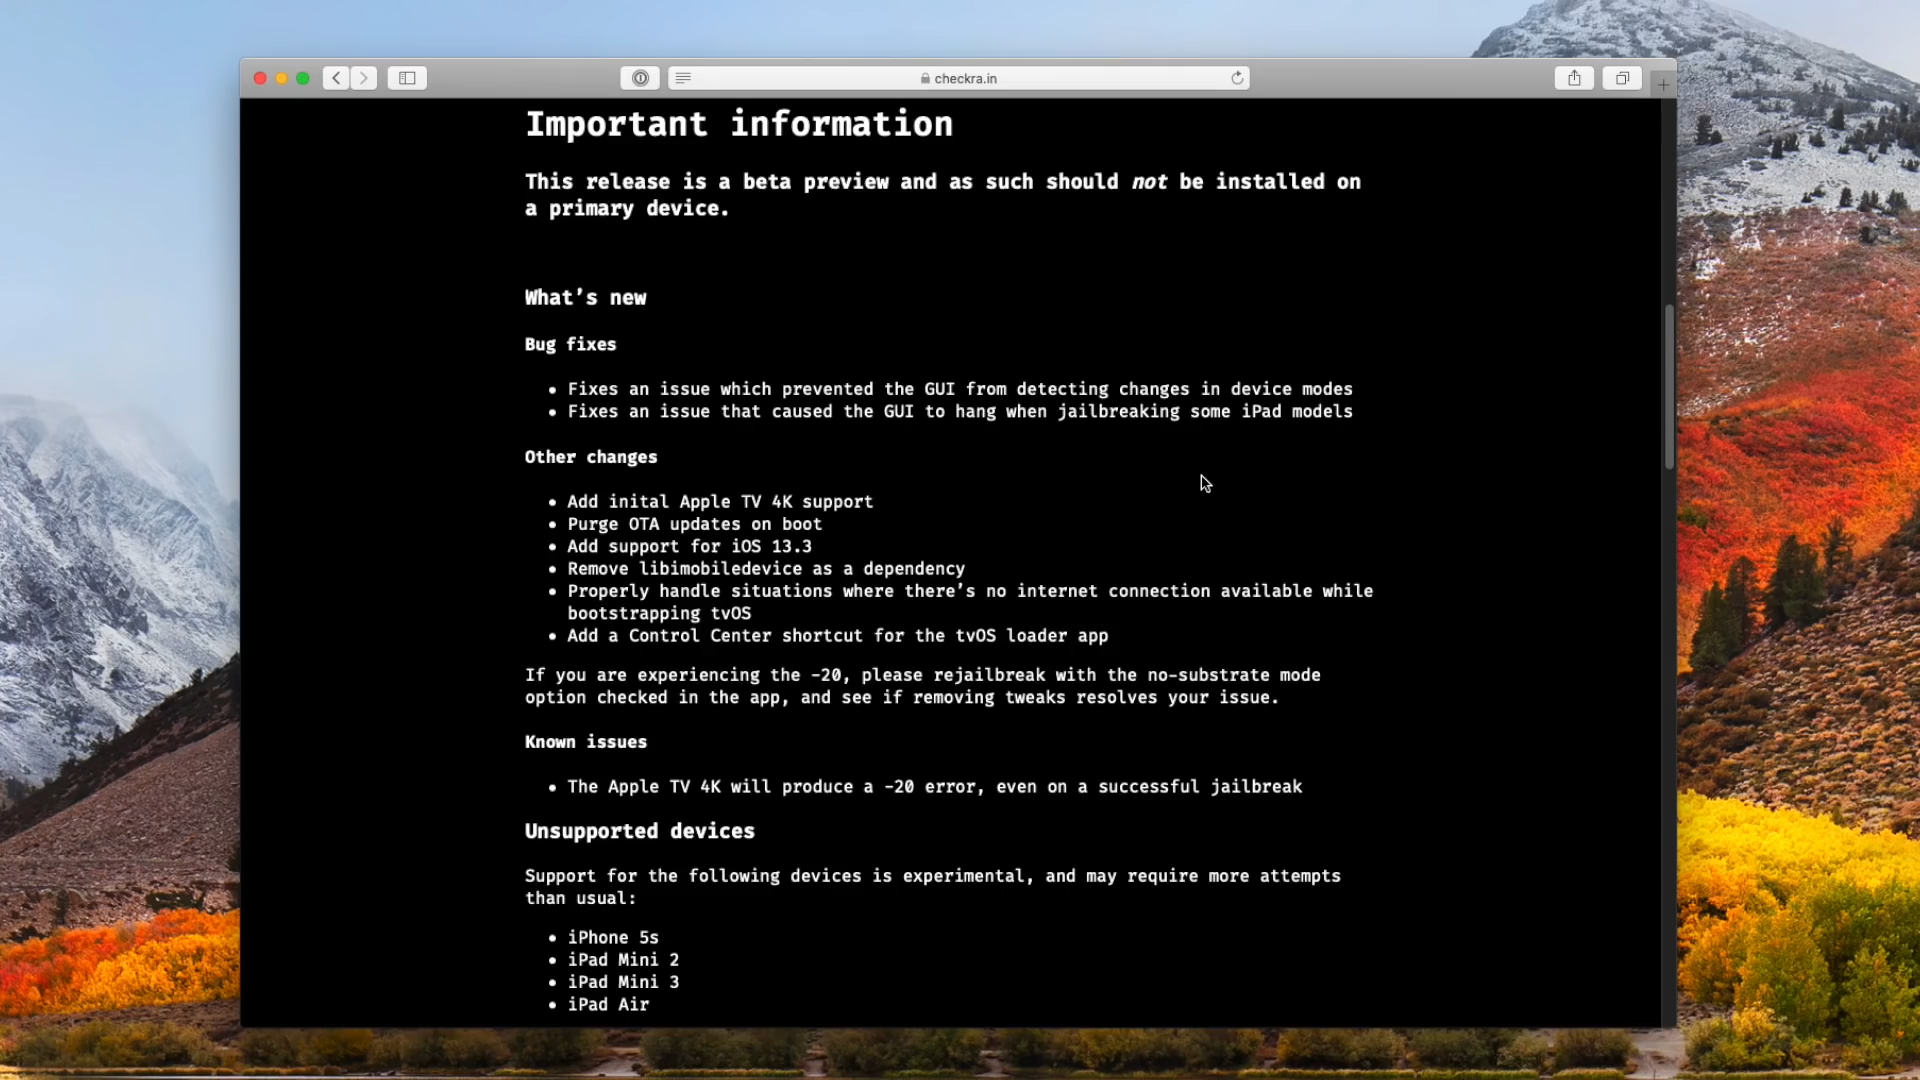 checkra.in
Important information
This release is a beta preview and as such should not be installed on
a primary device.
What’s new
Bug fixes
• Fixes an issue which prevented the GUI from detecting changes in device modes
• Fixes an issue that caused the GUI to hang when jailbreaking some iPad models
Other changes
• Add inital Apple TV 4K support
• Purge OTA updates on boot
• Add support for iOS 13.3
• Remove libimobiledevice as a dependency
• Properly handle situations where there’s no internet connection available while
bootstrapping tvOS
• Add a Control Center shortcut for the tvOS loader app
If you are experiencing the -20, please rejailbreak with the no-substrate mode
option checked in the app, and see if removing tweaks resolves your issue.
Known issues
• The Apple TV 4K will produce a -20 error, even on a successful jailbreak
Unsupported devices
Support for the following devices is experimental, and may require more attempts
than usual:
• iPhone 5s
• iPad Mini 2
• iPad Mini 3
• iPad Air